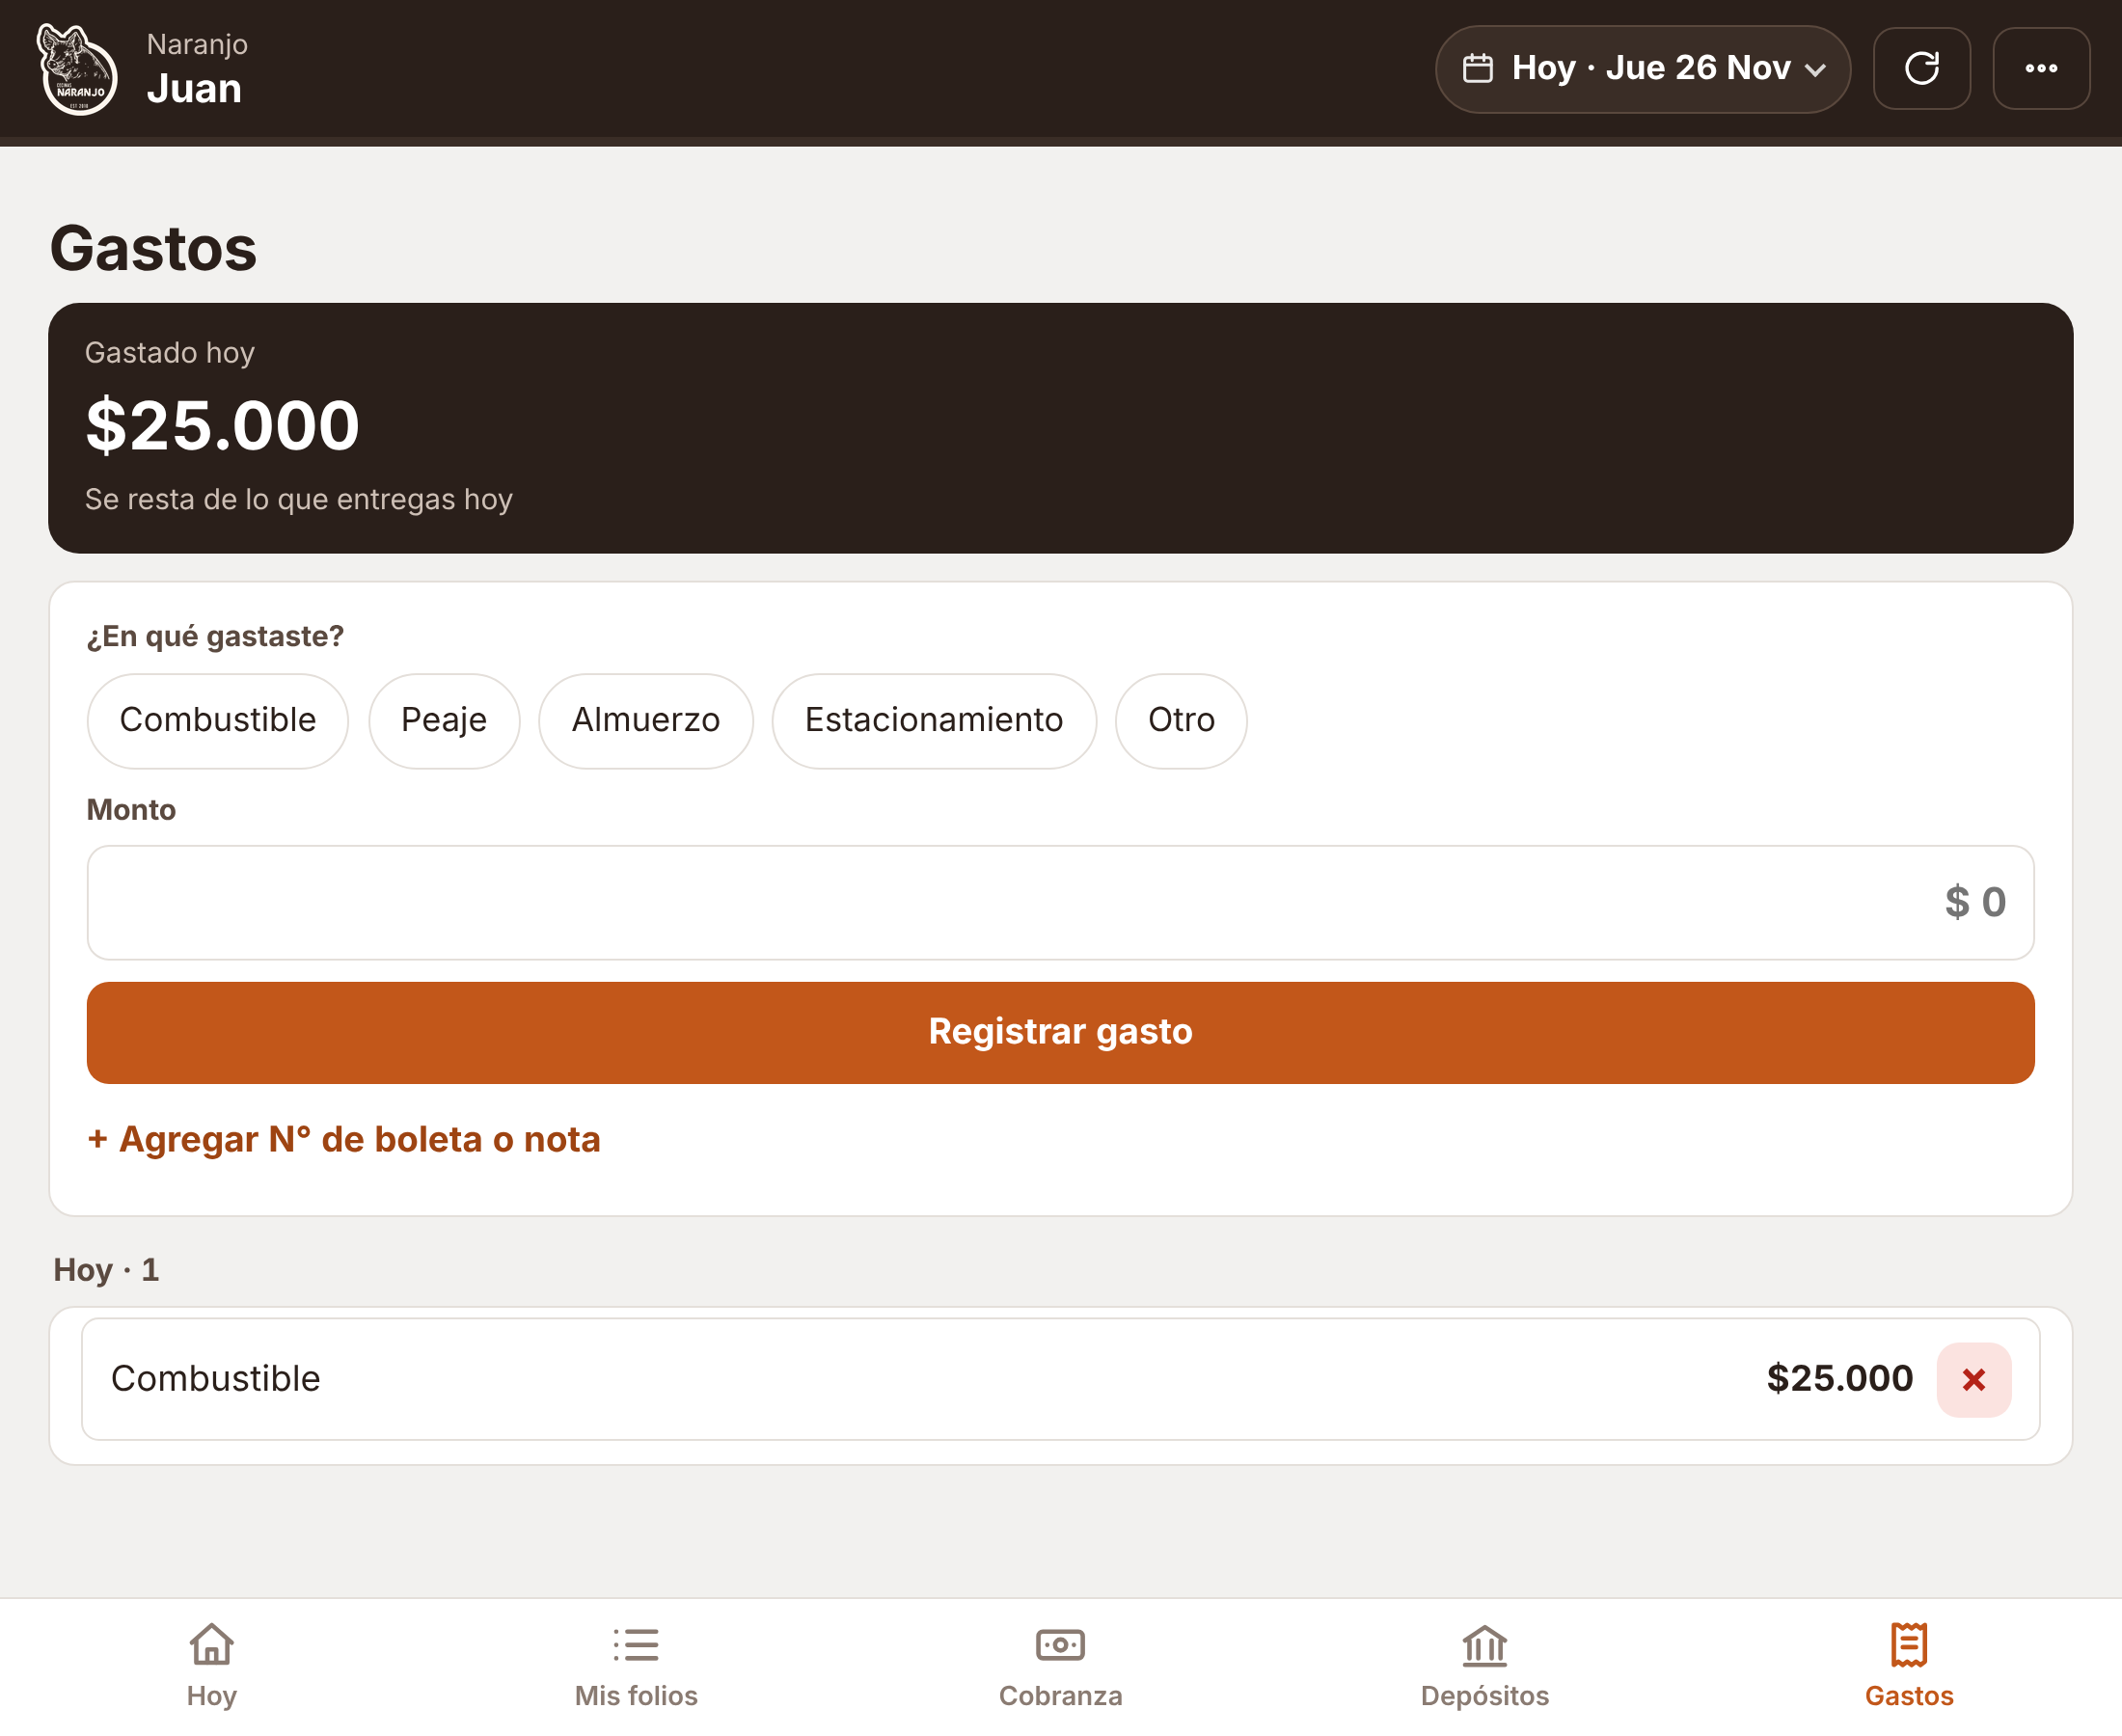 Naranjo
Juan
NARANJO
Hoy · Jue 26 Nov
Gastos
Gastado hoy
$25.000
Se resta de lo que entregas hoy
¿En qué gastaste?
Combustible
Peaje
Almuerzo
Estacionamiento
Otro
Monto
$ 0
Registrar gasto
+ Agregar N° de boleta o nota
Hoy · 1
Combustible
$25.000
Hoy
Mis folios
Cobranza
Depósitos
Gastos